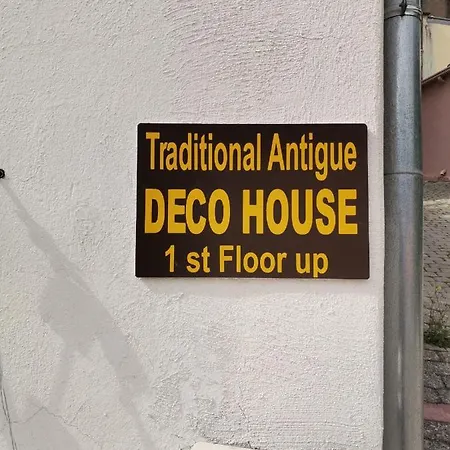 Traditional Antigue
DECO HOUSE
1 st Floor up